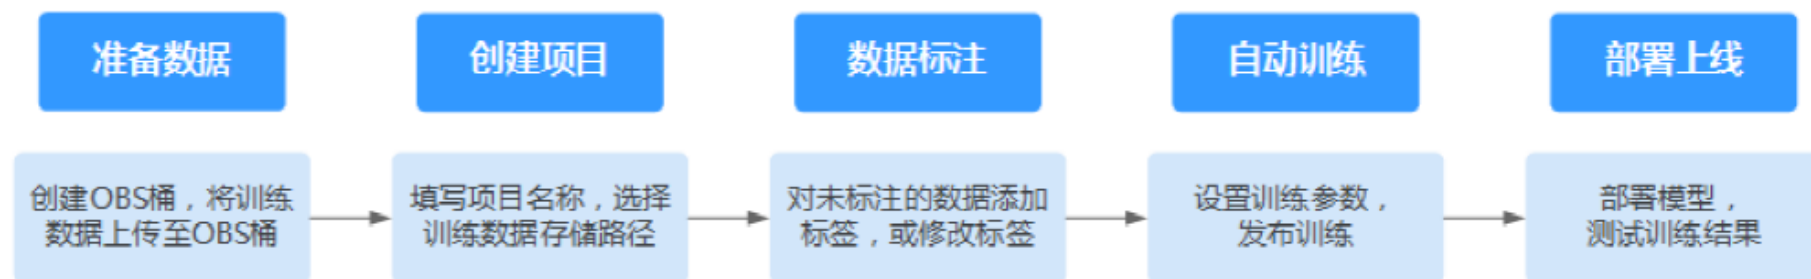 准备数据
创建项目
数据标注
自动训练
部署上线
创建OBS桶，将训练
数据上传至OBS桶
填写项目名称，选择
训练数据存储路径
对未标注的数据添加
标签，或修改标签
设置训练参数，
发布训练
部署模型，
测试训练结果